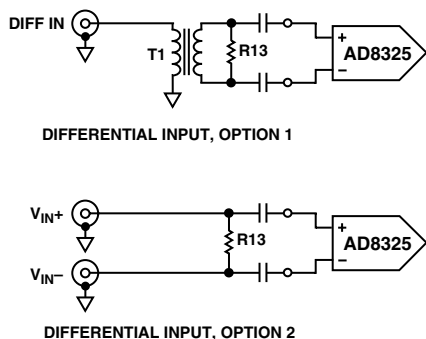 DIFF IN
T1
R13
+
−
AD8325
DIFFERENTIAL INPUT, OPTION 1
VIN+
R13
+
−
AD8325
VIN−
DIFFERENTIAL INPUT, OPTION 2